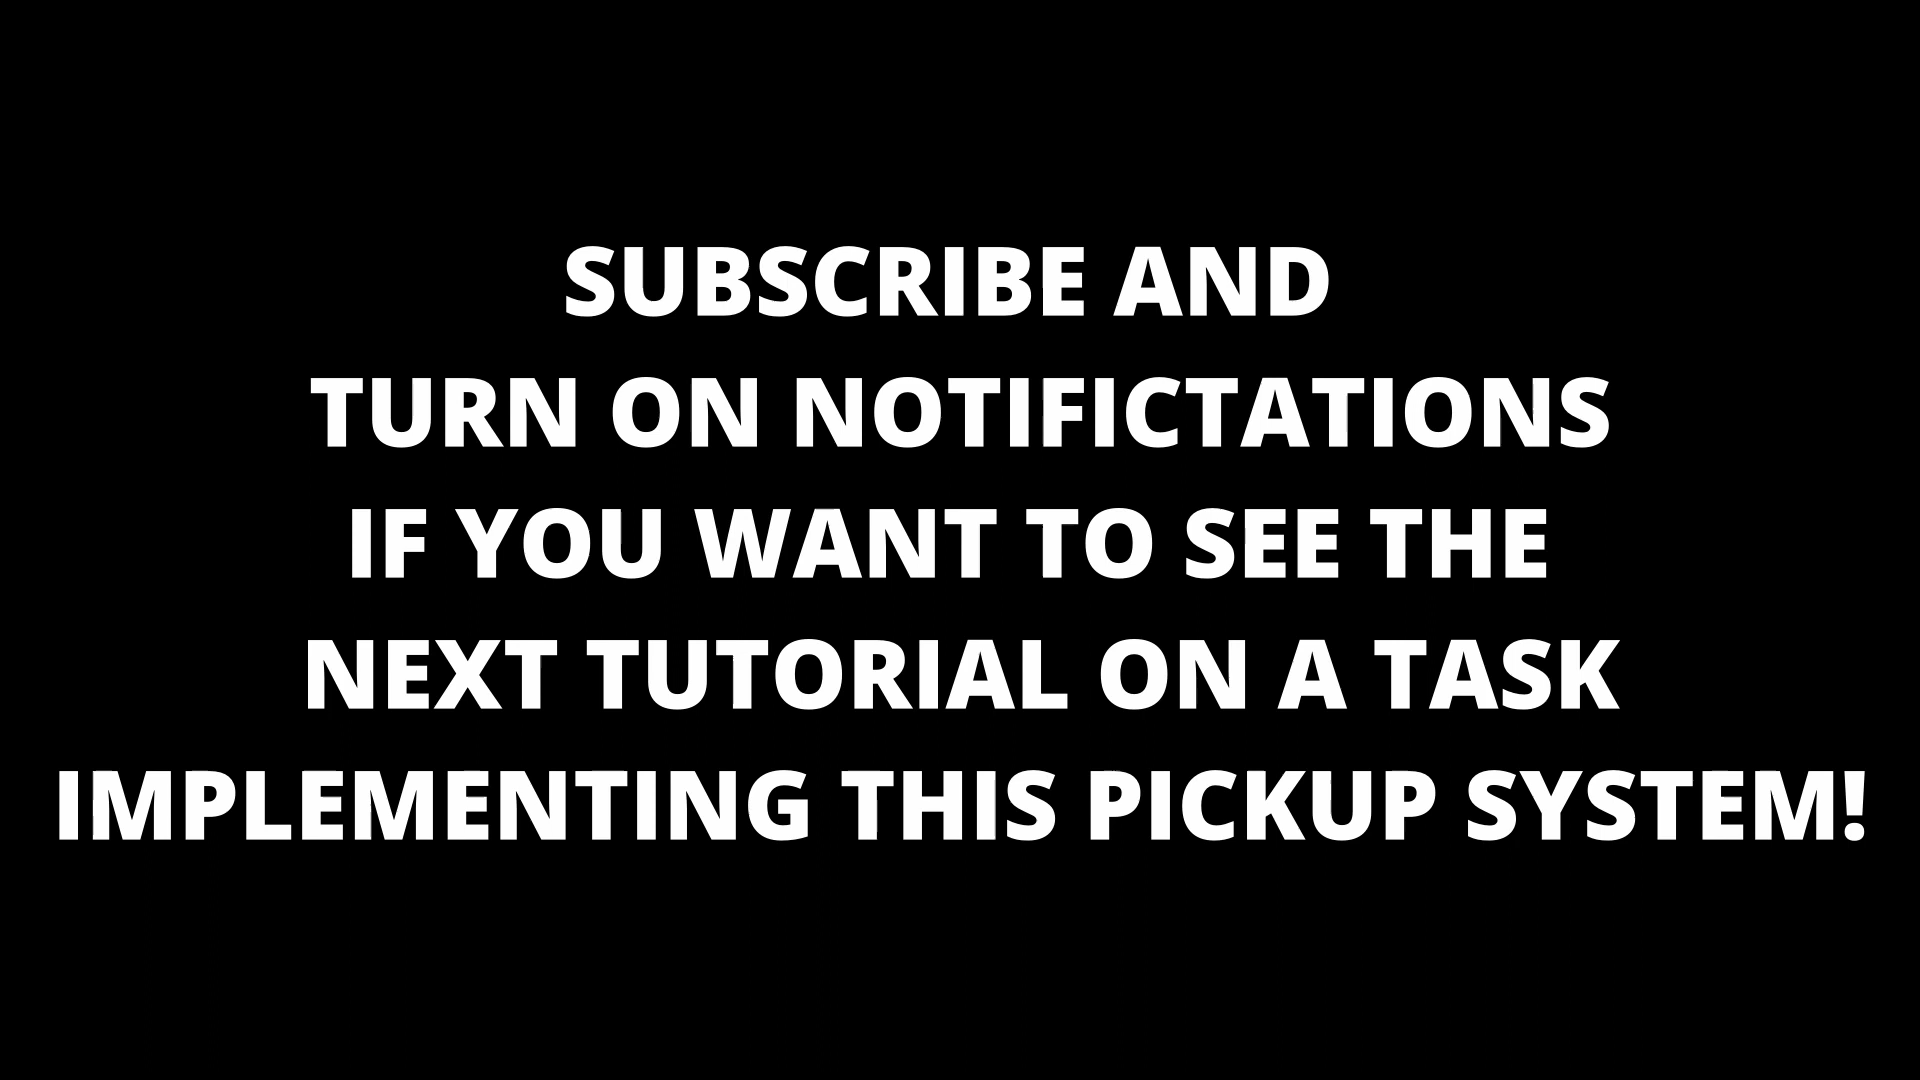 SUBSCRIBE AND
TURN ON NOTIFICTATIONS
IF YOU WANT TO SEE THE
NEXT TUTORIAL ON A TASK
IMPLEMENTING THIS PICKUP SYSTEM!